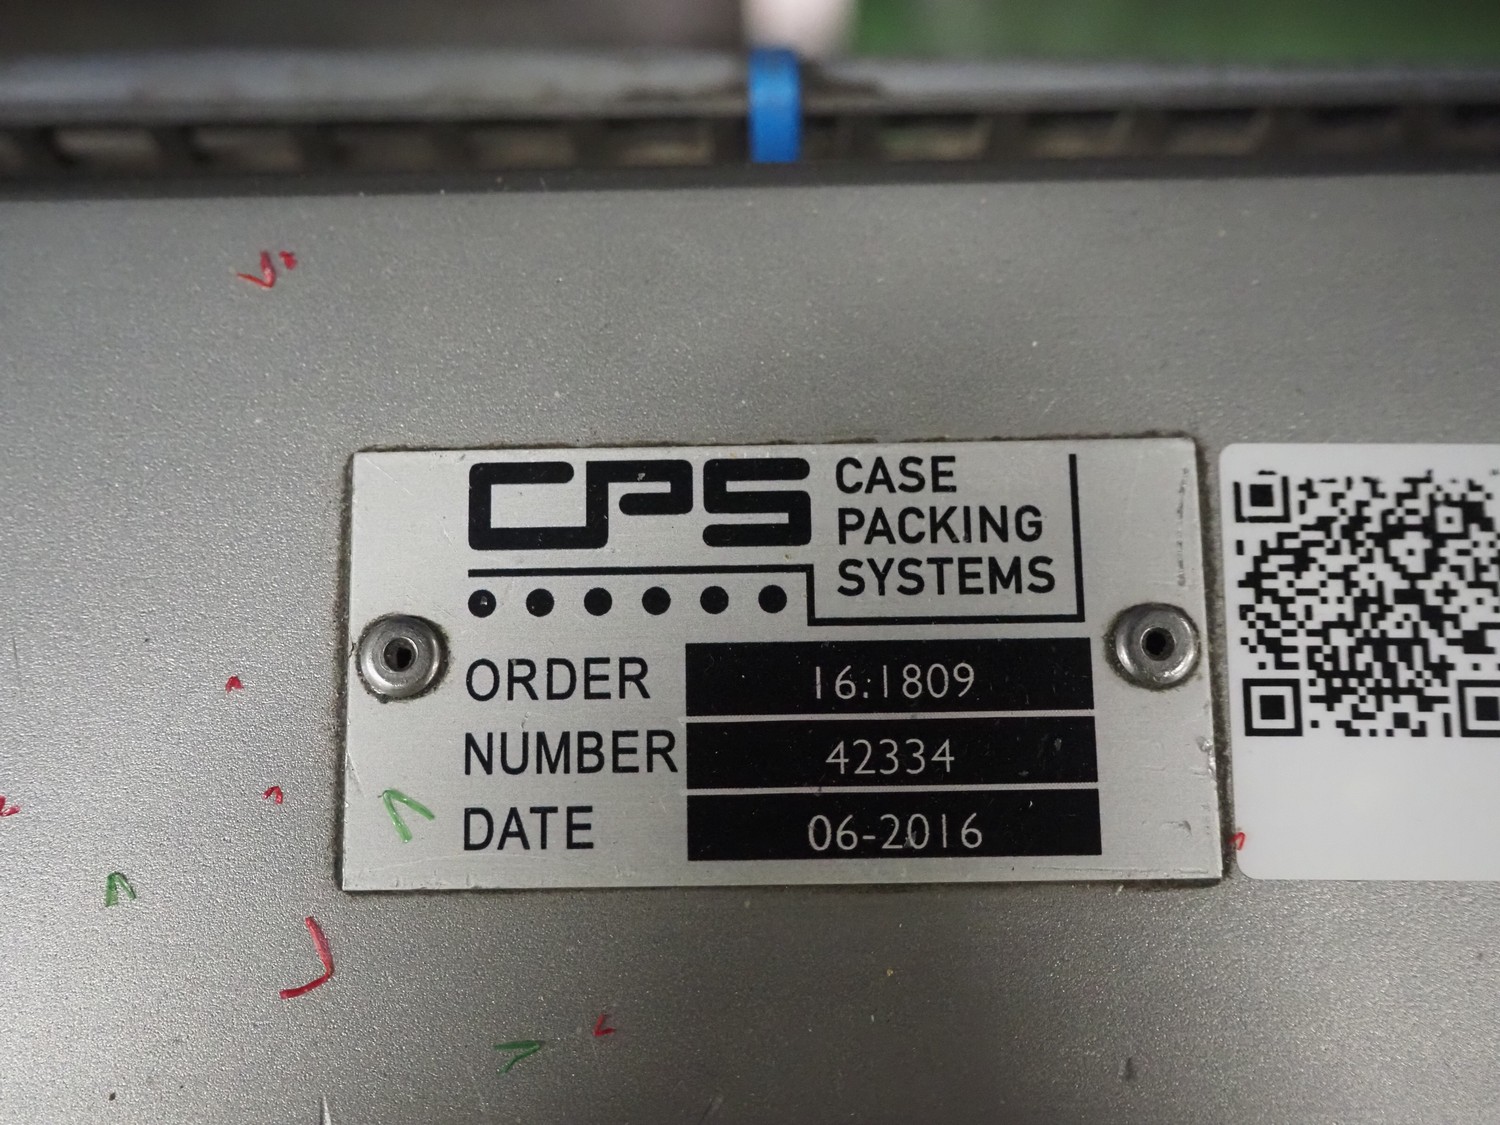 CPS
CASE
PACKING
SYSTEMS
ORDER 16.1809
NUMBER 42334
DATE 06-2016